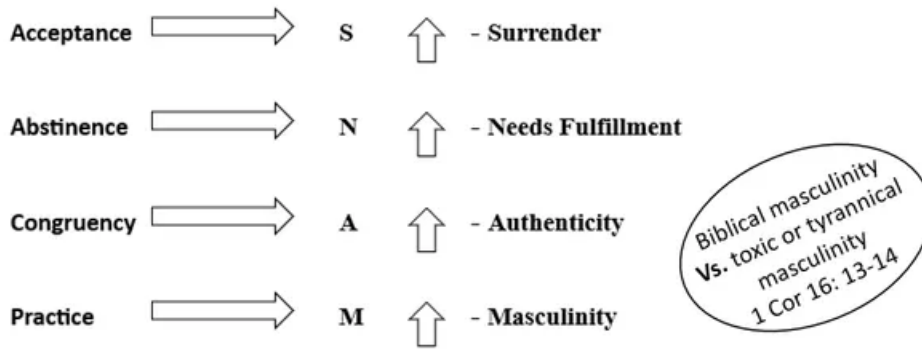 Acceptance S - Surrender
Abstinence N - Needs Fulfillment
Congruency A - Authenticity
Practice M - Masculinity
Biblical masculinity
Vs. toxic or tyrannical
masculinity
1 Cor 16: 13-14